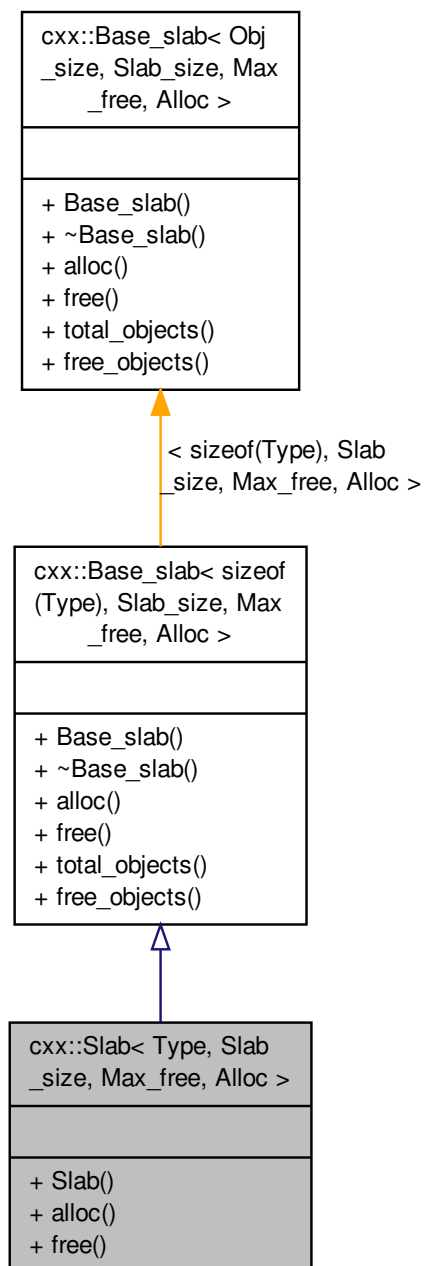 cxx::Base_slab< Obj
_size, Slab_size, Max
_free, Alloc >
+ Base_slab()
+ ~Base_slab()
+ alloc()
+ free()
+ total_objects()
+ free_objects()
< sizeof(Type), Slab
_size, Max_free, Alloc >
cxx::Base_slab< sizeof
(Type), Slab_size, Max
_free, Alloc >
+ Base_slab()
+ ~Base_slab()
+ alloc()
+ free()
+ total_objects()
+ free_objects()
cxx::Slab< Type, Slab
_size, Max_free, Alloc >
+ Slab()
+ alloc()
+ free()